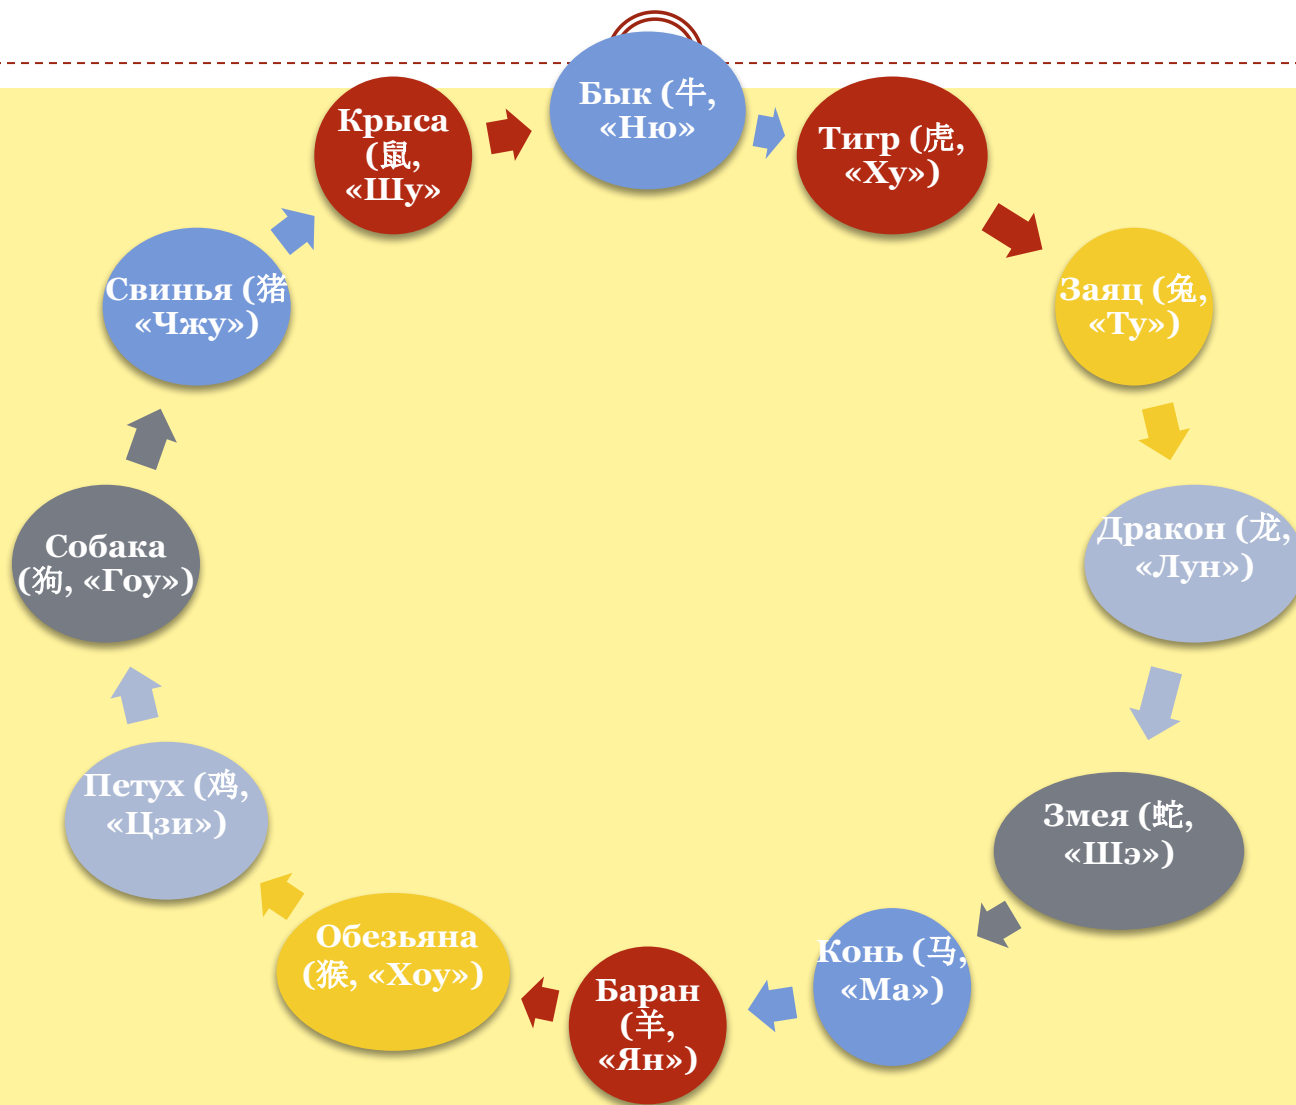 Бык (牛,
«Ню»
Тигр (虎,
«Ху»)
Заяц (兔,
«Ту»)
Дракон (龙,
«Лун»)
Змея (蛇,
«Шэ»)
Конь (马,
«Ма»)
Баран
(羊,
«Ян»)
Обезьяна
(猴, «Хоу»)
Петух (鸡,
«Цзи»)
Собака
(狗, «Гоу»)
Свинья (猪
«Чжу»)
Крыса
(鼠,
«Шу»